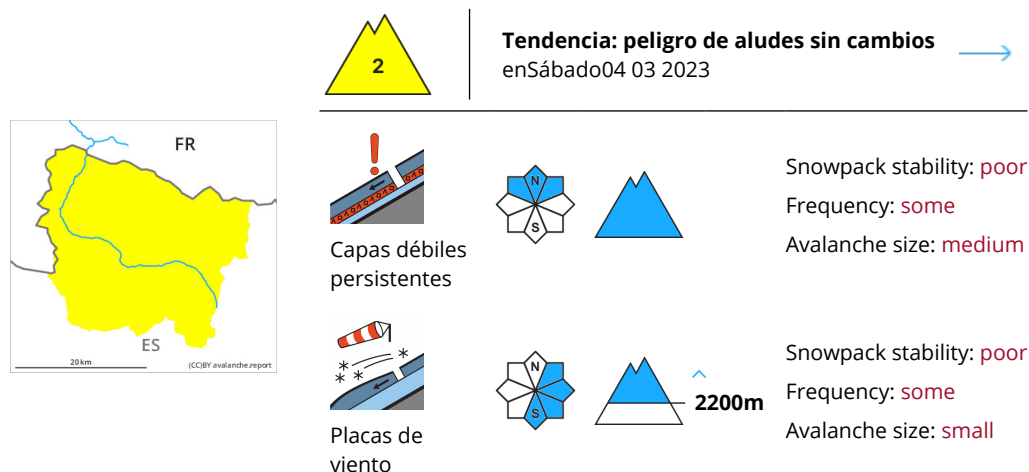 2
Tendencia: peligro de aludes sin cambios
enSábado04 03 2023
FR
ES
20 km
(CC)BY avalanche.report
Capas débiles
persistentes
N
S
Snowpack stability: poor
Frequency: some
Avalanche size: medium
Placas de
viento
N
S
2200m
Snowpack stability: poor
Frequency: some
Avalanche size: small